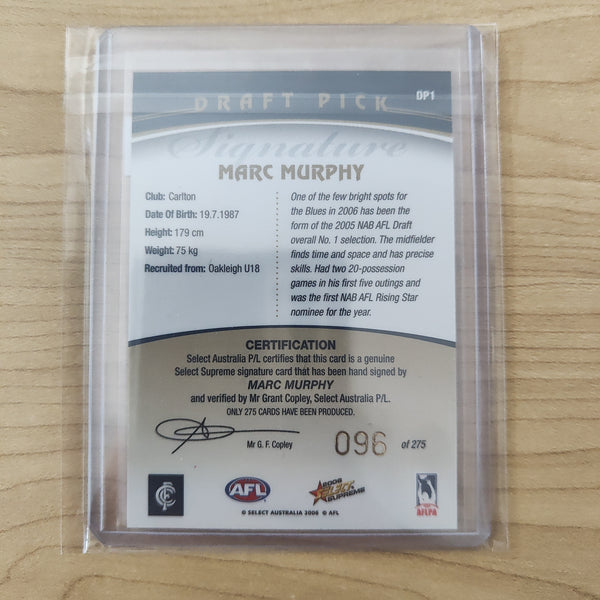 DRAFT PICK
DP1
Signature
MARC MURPHY
Club: Carlton
Date Of Birth: 19.7.1987
Height: 179 cm
Weight: 75 kg
Recruited from: Oakleigh U18
One of the few bright spots for
the Blues in 2006 has been the
form of the 2005 NAB AFL Draft
overall No. 1 selection. The midfielder
finds time and space and has precise
skills. Had two 20-possession
games in his first five outings and
was the first NAB AFL Rising Star
nominee for the year.
CERTIFICATION
Select Australia P/L certifies that this card is a genuine
Select Supreme signature card that has been hand signed by
MARC MURPHY
and verified by Mr Grant Copley, Select Australia P/L.
ONLY 275 CARDS HAVE BEEN PRODUCED.
Mr G. F. Copley
096 of 275
CFC
AFL
2006
SELECT
SUPREME
AFLPA
© SELECT AUSTRALIA 2006 © AFL